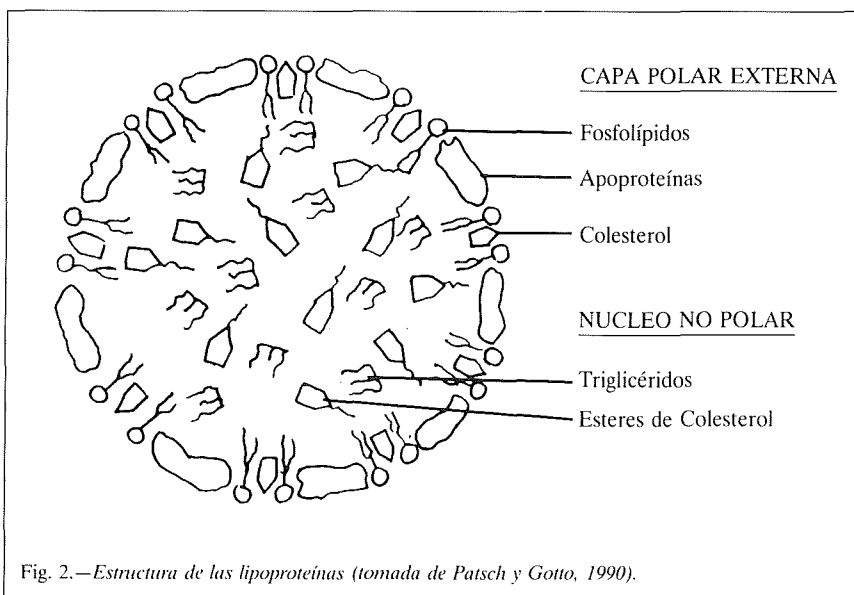 CAPA POLAR EXTERNA
Fosfolípidos
Apoproteínas
Colesterol
NUCLEO NO POLAR
Triglicéridos
Esteres de Colesterol
Fig. 2.—Estructura de las lipoproteínas (tomada de Patsch y Gotto, 1990).